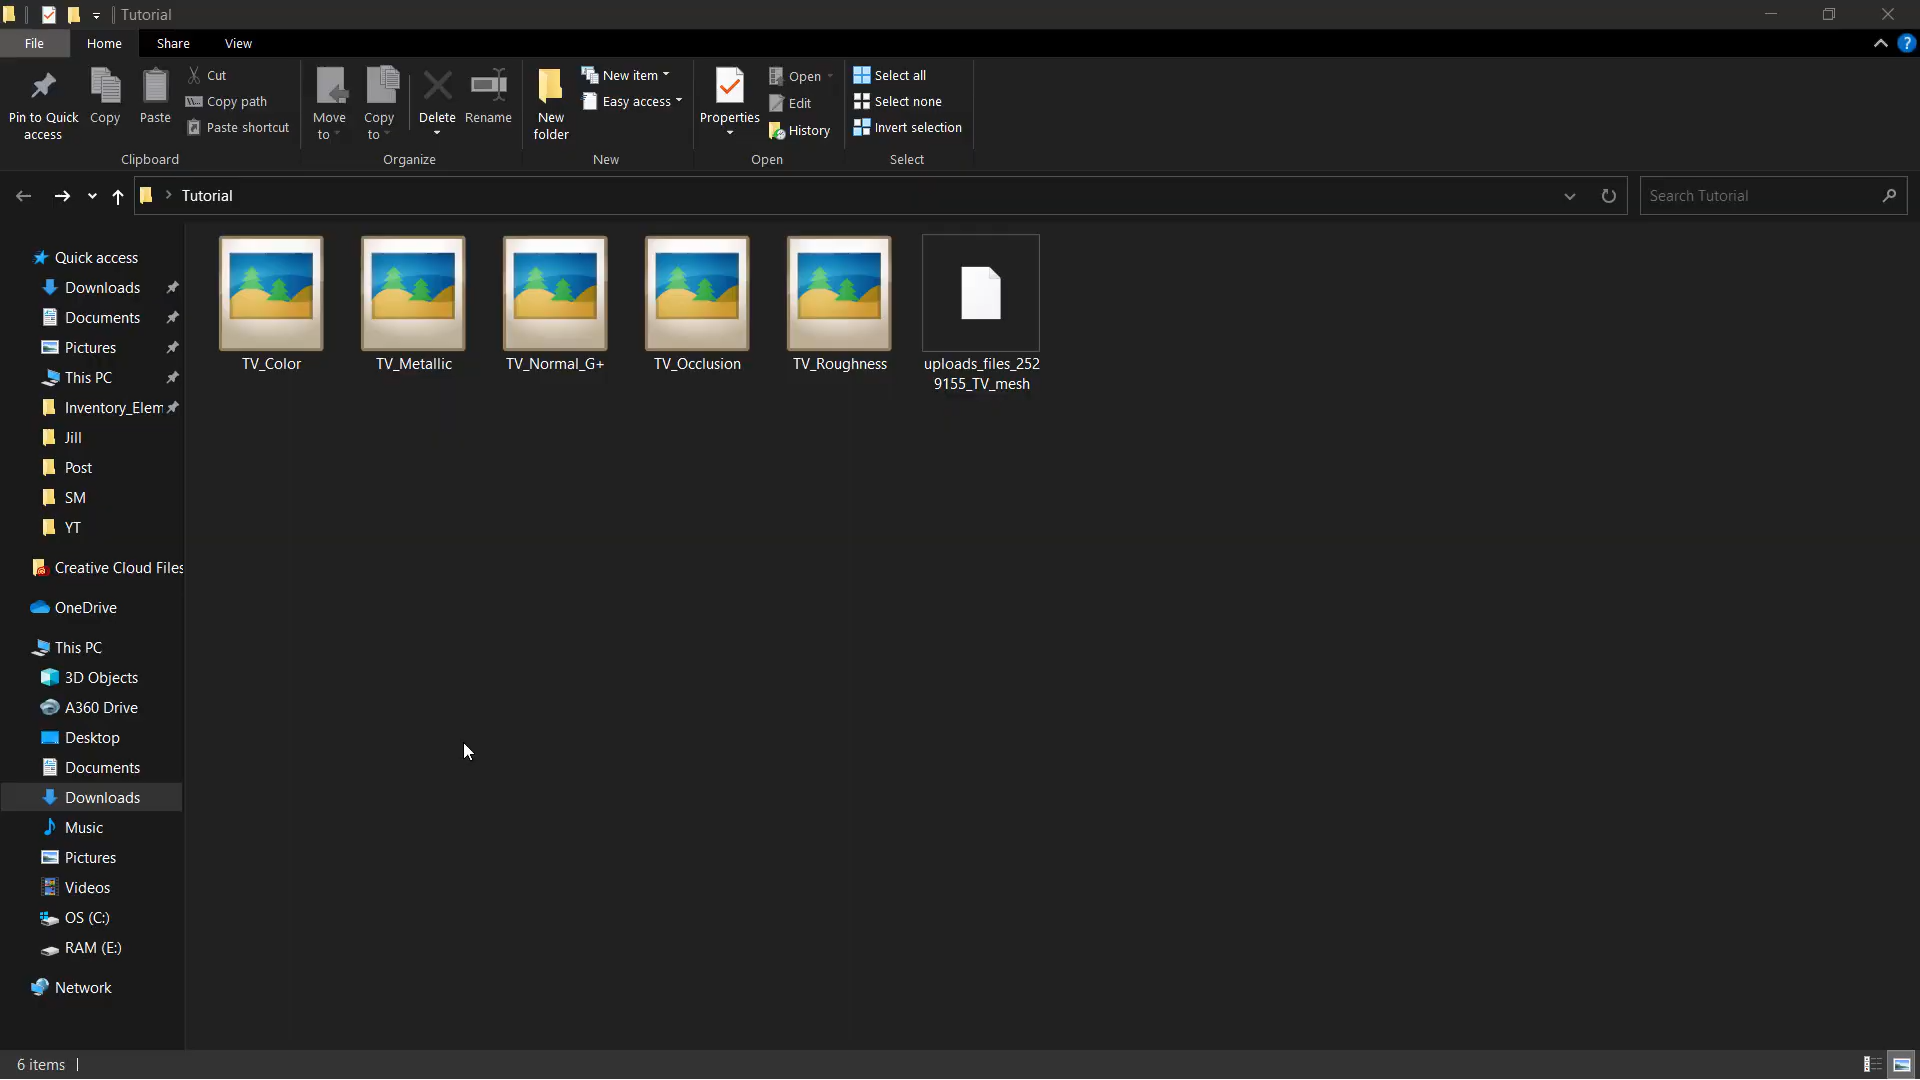 Tutorial
File
Home
Share
View
Pin to Quick
access
Copy
Paste
Cut
Copy path
Paste shortcut
Clipboard
Move
to
Copy
to
Delete
Rename
Organize
New
folder
New item
Easy access
New
Properties
Open
Edit
History
Open
Select all
Select none
Invert selection
Select
Tutorial
Search Tutorial
Quick access
Downloads
Documents
Pictures
This PC
Inventory_Elem
Jill
Post
SM
YT
Creative Cloud Files
OneDrive
This PC
3D Objects
A360 Drive
Desktop
Documents
Downloads
Music
Pictures
Videos
OS (C:)
RAM (E:)
Network
TV_Color
TV_Metallic
TV_Normal_G+
TV_Occlusion
TV_Roughness
uploads_files_252
9155_TV_mesh
6 items